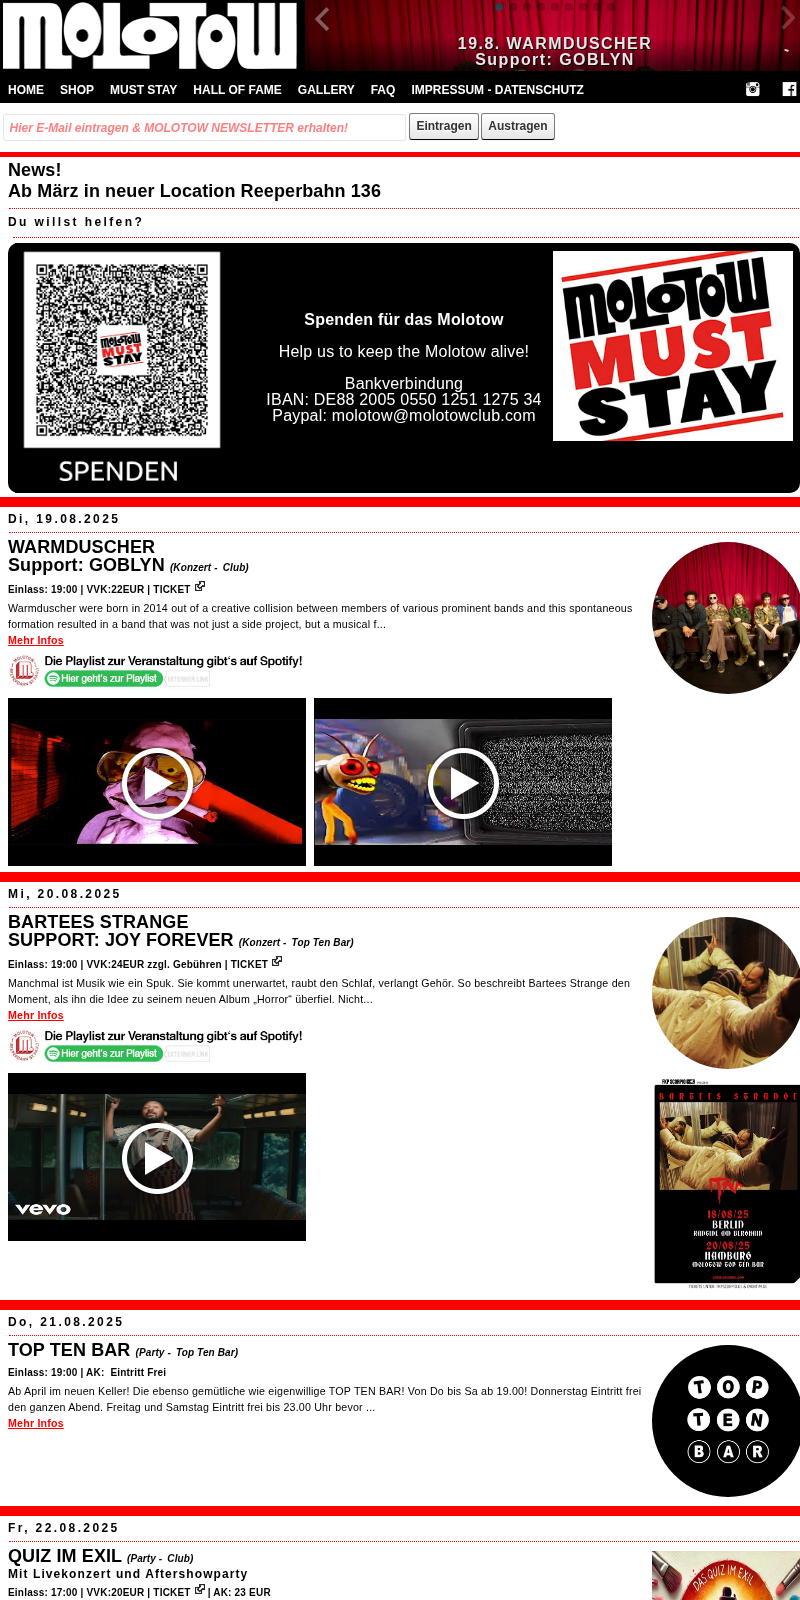 MOLOTOW
19.8. WARMDUSCHER
Support: GOBLYN
HOME SHOP MUST STAY HALL OF FAME GALLERY FAQ IMPRESSUM - DATENSCHUTZ
Hier E-Mail eintragen & MOLOTOW NEWSLETTER erhalten! Eintragen Austragen
News!
Ab März in neuer Location Reeperbahn 136
Du willst helfen?
MOLOTOW
MUST
STAY
SPENDEN
Spenden für das Molotow
Help us to keep the Molotow alive!
Bankverbindung
IBAN: DE88 2005 0550 1251 1275 34
Paypal: molotow@molotowclub.com
MOLOTOW
MUST
STAY
Di, 19.08.2025
WARMDUSCHER
Support: GOBLYN (Konzert - Club)
Einlass: 19:00 | VVK:22EUR | TICKET
Warmduscher were born in 2014 out of a creative collision between members of various prominent bands and this spontaneous
formation resulted in a band that was not just a side project, but a musical f...
Mehr Infos
Die Playlist zur Veranstaltung gibt's auf Spotify!
Hier geht's zur Playlist EXTERNER LINK
Mi, 20.08.2025
BARTEES STRANGE
SUPPORT: JOY FOREVER (Konzert - Top Ten Bar)
Einlass: 19:00 | VVK:24EUR zzgl. Gebühren | TICKET
Manchmal ist Musik wie ein Spuk. Sie kommt unerwartet, raubt den Schlaf, verlangt Gehör. So beschreibt Bartees Strange den
Moment, als ihn die Idee zu seinem neuen Album „Horror“ überfiel. Nicht...
Mehr Infos
Die Playlist zur Veranstaltung gibt's auf Spotify!
Hier geht's zur Playlist EXTERNER LINK
vevo
FKP SCORPIO
BARTEES STRANGE
18/08/25
BERLIN
KANTINE AM BERGHAIN
20/08/25
HAMBURG
MOLOTOW TOP TEN BAR
Do, 21.08.2025
TOP TEN BAR (Party - Top Ten Bar)
Einlass: 19:00 | AK: Eintritt Frei
Ab April im neuen Keller! Die ebenso gemütliche wie eigenwillige TOP TEN BAR! Von Do bis Sa ab 19.00! Donnerstag Eintritt frei
den ganzen Abend. Freitag und Samstag Eintritt frei bis 23.00 Uhr bevor ...
Mehr Infos
TOP
TEN
BAR
Fr, 22.08.2025
QUIZ IM EXIL (Party - Club)
Mit Livekonzert und Aftershowparty
Einlass: 17:00 | VVK:20EUR | TICKET | AK: 23 EUR
DAS QUIZ IM EXIL